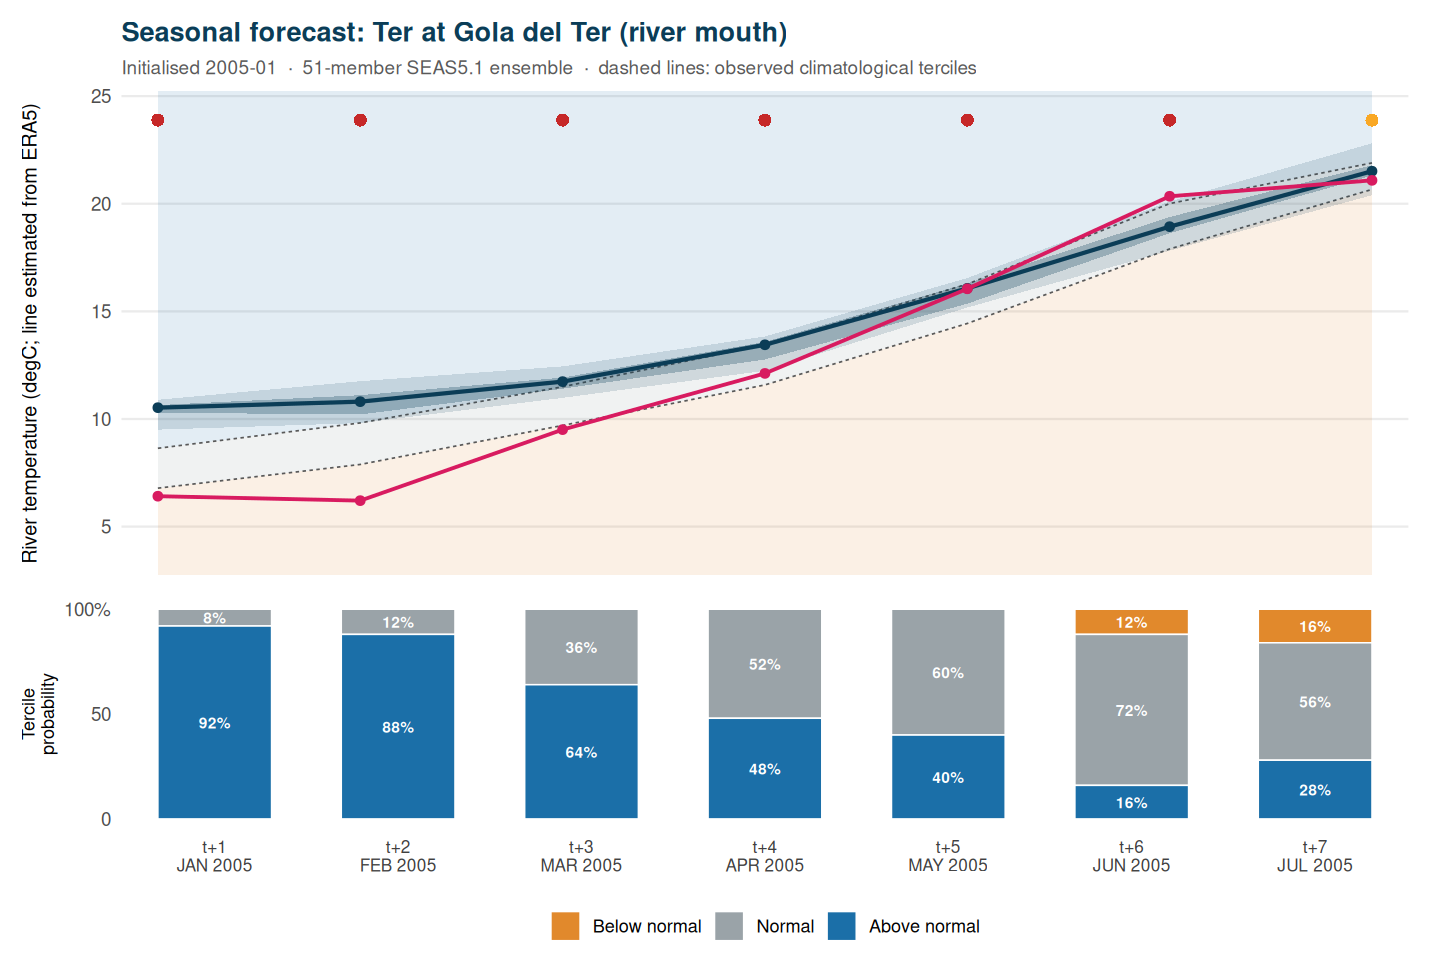 Seasonal forecast: Ter at Gola del Ter (river mouth)
Initialised 2005-01 · 51-member SEAS5.1 ensemble · dashed lines: observed climatological terciles
River temperature (degC; line estimated from ERA5)
25
20
15
10
5
Tercile
probability
100%
50
0
8%
12%
36%
52%
60%
12%
16%
92%
88%
64%
48%
40%
72%
56%
16%
28%
t+1
JAN 2005
t+2
FEB 2005
t+3
MAR 2005
t+4
APR 2005
t+5
MAY 2005
t+6
JUN 2005
t+7
JUL 2005
Below normal
Normal
Above normal